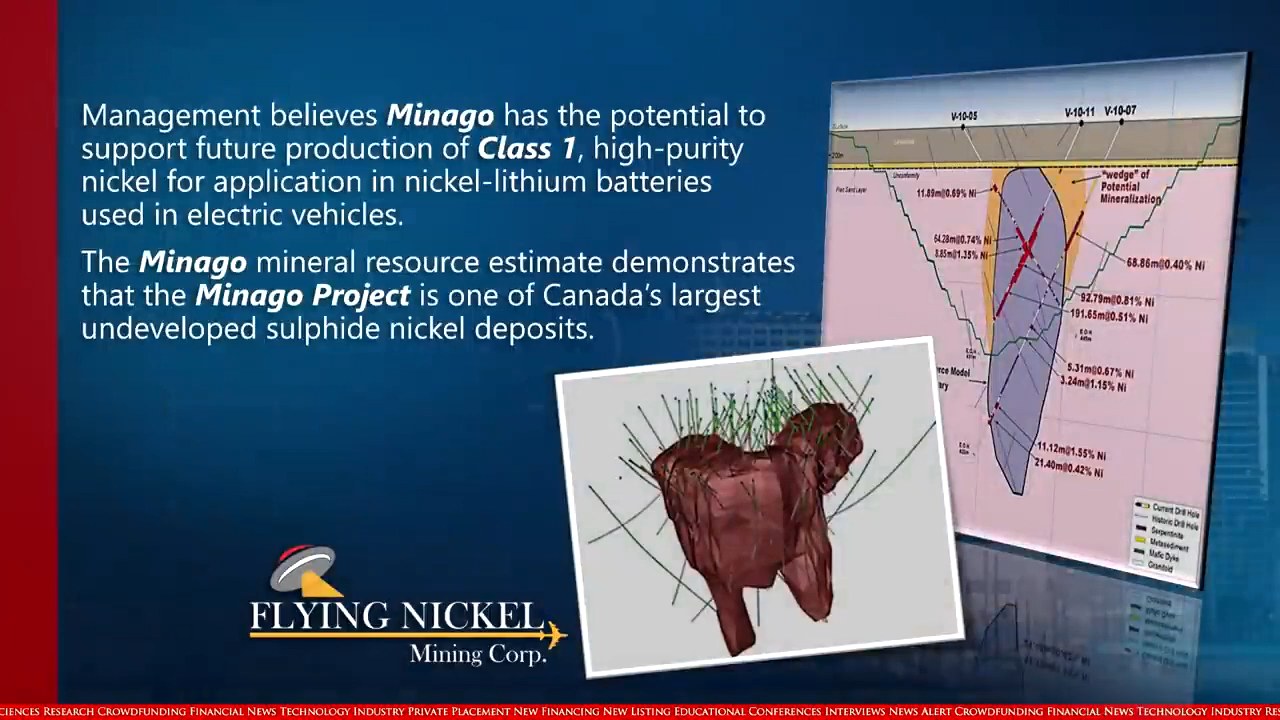 Management believes Minago has the potential to
support future production of Class 1, high-purity
nickel for application in nickel-lithium batteries
used in electric vehicles.
The Minago mineral resource estimate demonstrates
that the Minago Project is one of Canada's largest
undeveloped sulphide nickel deposits.
V-10-05
V-10-11
V-10-07
Unconformity
"wedge" of
Potential
Mineralization
11.89m@0.69% Ni
64.28m@0.74% Ni
8.85m@1.35% Ni
68.86m@0.40% Ni
92.79m@0.81% Ni
191.65m@0.51% Ni
5.31m@0.67% Ni
3.24m@1.15% Ni
11.12m@1.55% Ni
21.40m@0.42% Ni
Current Drill Hole
Historic Drill Hole
Serpentinite
Metasediment
Mafic Dyke
Granitoid
FLYING NICKEL
Mining Corp.
CIENCES RESEARCH CROWDFUNDING FINANCIAL NEWS TECHNOLOGY INDUSTRY PRIVATE PLACEMENT NEW FINANCING NEW LISTING EDUCATIONAL CONFERENCES INTERVIEWS NEWS ALERT CROWDFUNDING FINANCIAL NEWS TECHNOLOGY INDUSTRY RES